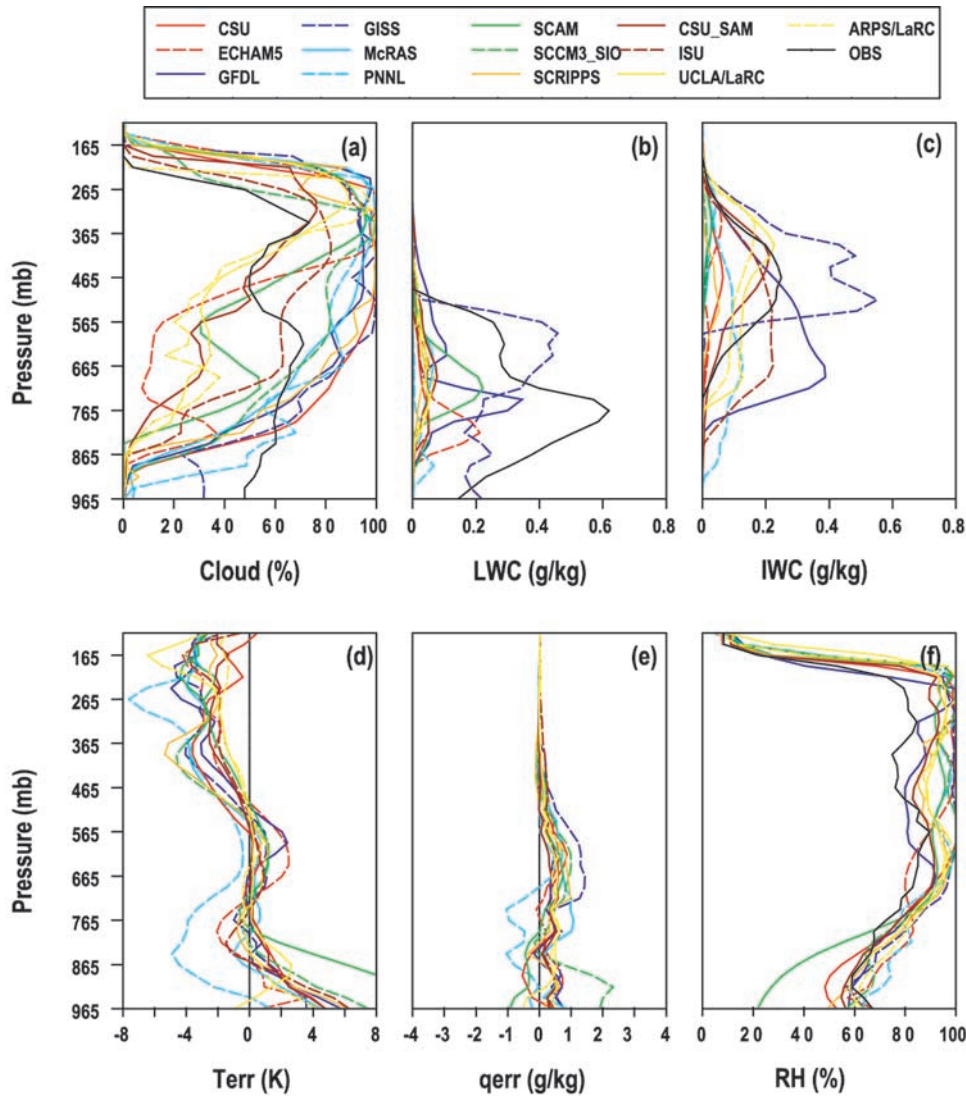 CSU GISS SCAM CSU_SAM ARPS/LaRC
ECHAM5 McRAS SCCM3_SIO ISU OBS
GFDL PNNL SCRIPPS UCLA/LaRC
(a) (b) (c)
165
265
365
465
565
665
765
865
965
Pressure (mb)
0 20 40 60 80 100 0 0.2 0.4 0.6 0.8 0 0.2 0.4 0.6 0.8
Cloud (%) LWC (g/kg) IWC (g/kg)
(d) (e) (f)
165
265
365
465
565
665
765
865
965
Pressure (mb)
-8 -4 0 4 8 -4 -3 -2 -1 0 1 2 3 4 0 20 40 60 80 100
Terr (K) qerr (g/kg) RH (%)